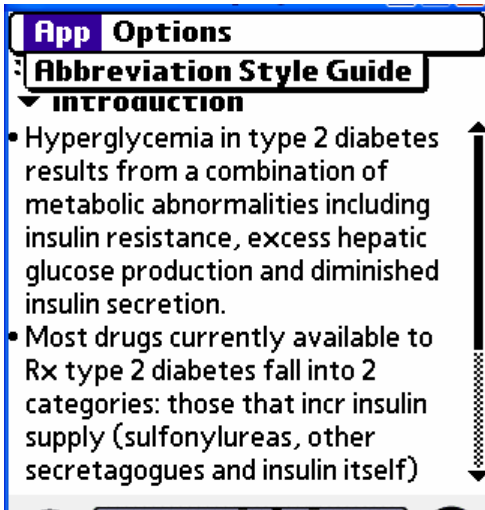 App Options
Abbreviation Style Guide
Introduction
• Hyperglycemia in type 2 diabetes
results from a combination of
metabolic abnormalities including
insulin resistance, excess hepatic
glucose production and diminished
insulin secretion.
• Most drugs currently available to
Rx type 2 diabetes fall into 2
categories: those that incr insulin
supply (sulfonylureas, other
secretagogues and insulin itself)